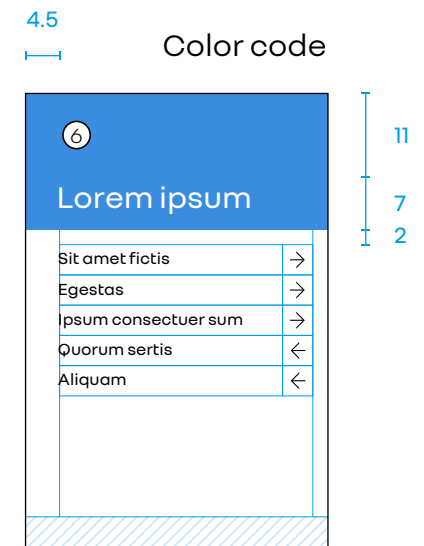 4.5
Color code
6
11
Lorem ipsum
7
2
Sit amet fictis
Egestas
Ipsum consectuer sum
Quorum sertis
Aliquam